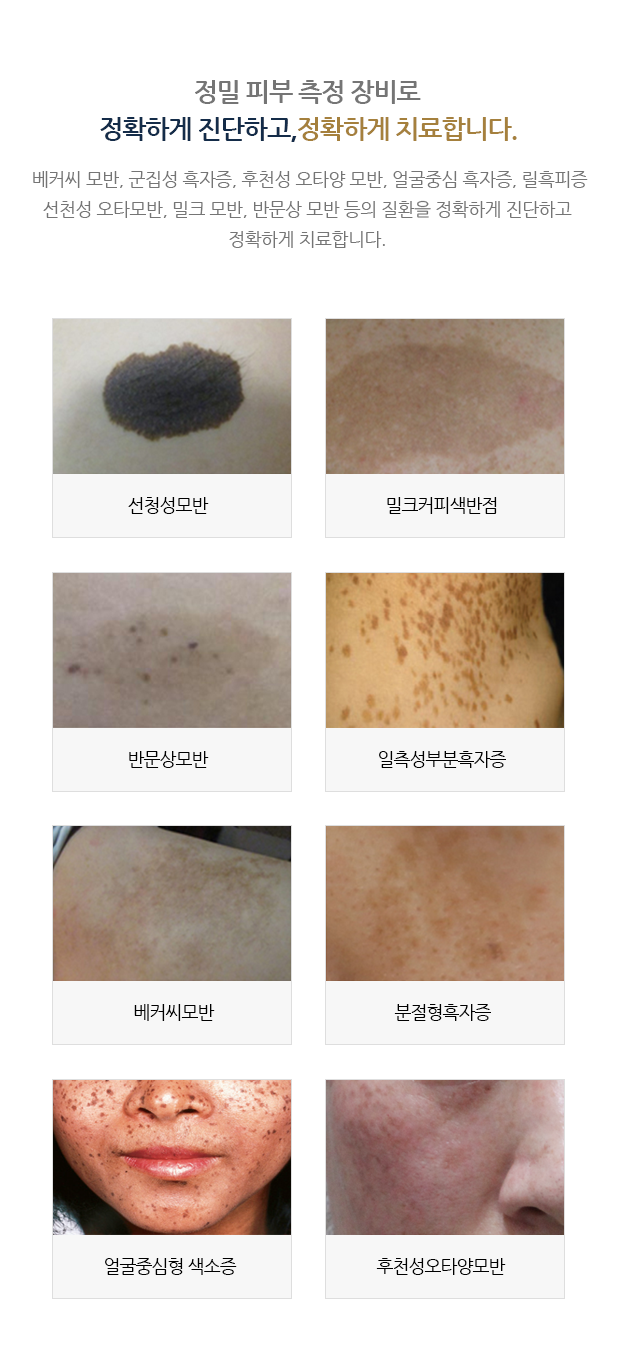 정밀 피부 측정 장비로
정확하게 진단하고,정확하게 치료합니다.
베커씨 모반, 군집성 흑자증, 후천성 오타양 모반, 얼굴중심 흑자증, 릴흑피증
선천성 오타모반, 밀크 모반, 반문상 모반 등의 질환을 정확하게 진단하고
정확하게 치료합니다.
선청성모반
밀크커피색반점
반문상모반
일측성부분흑자증
베커씨모반
분절형흑자증
얼굴중심형 색소증
후천성오타양모반